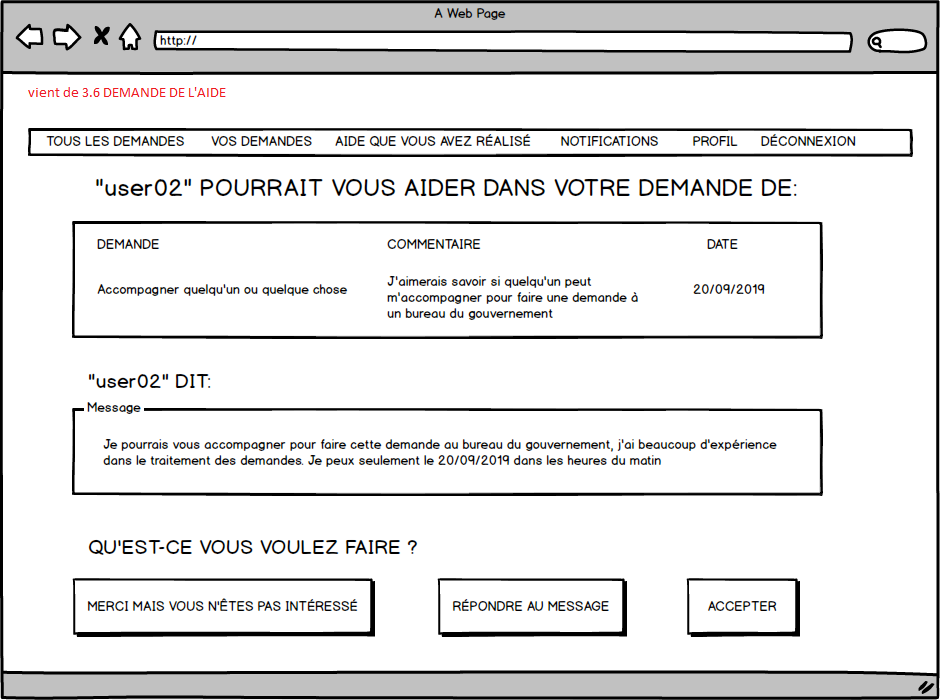 A Web Page
http://
vient de 3.6 DEMANDE DE L'AIDE
TOUS LES DEMANDES VOS DEMANDES AIDE QUE VOUS AVEZ RÉALISÉ NOTIFICATIONS PROFIL DÉCONNEXION
"user02" POURRAIT VOUS AIDER DANS VOTRE DEMANDE DE:
DEMANDE COMMENTAIRE DATE
Accompagner quelqu'un ou quelque chose
J'aimerais savoir si quelqu'un peut
m'accompagner pour faire une demande à
un bureau du gouvernement
20/09/2019
"user02" DIT:
Message
Je pourrais vous accompagner pour faire cette demande au bureau du gouvernement, j'ai beaucoup d'expérience
dans le traitement des demandes. Je peux seulement le 20/09/2019 dans les heures du matin
QU'EST-CE VOUS VOULEZ FAIRE ?
MERCI MAIS VOUS N'ÊTES PAS INTÉRESSÉ RÉPONDRE AU MESSAGE ACCEPTER